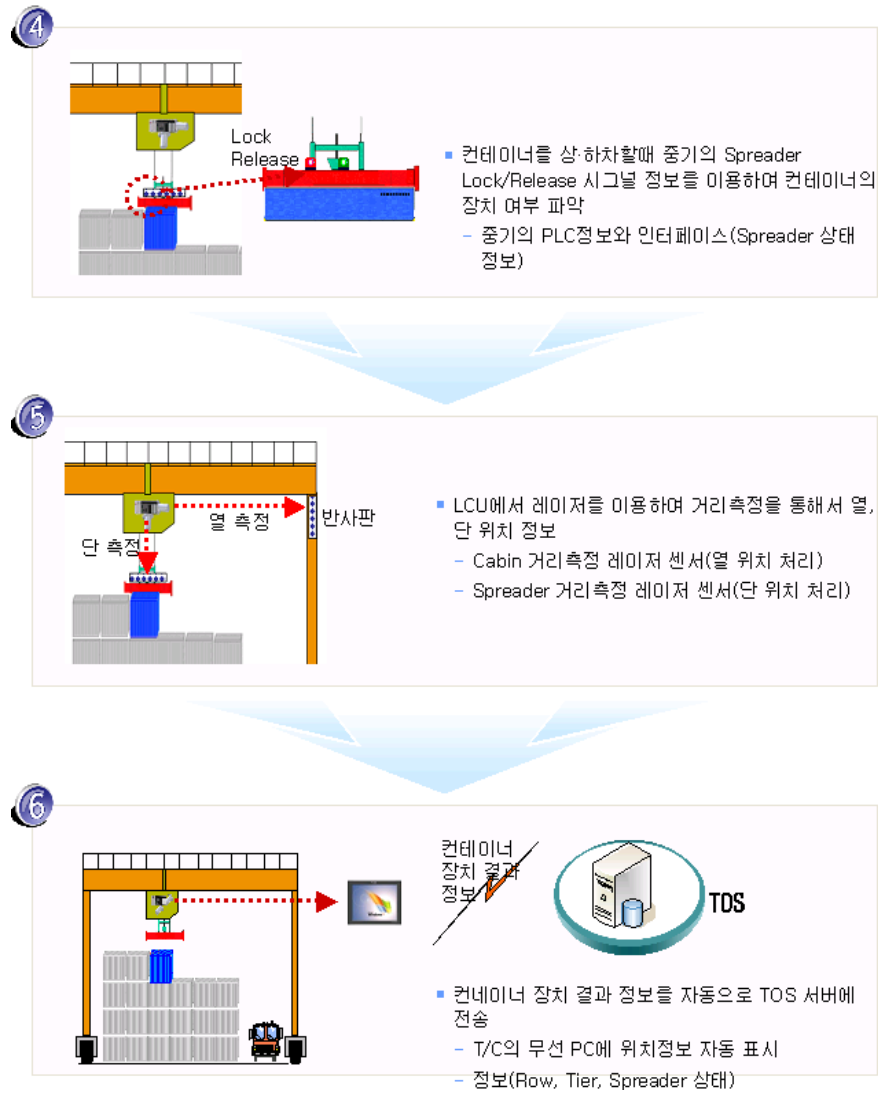 4
Lock
Release
컨테이너를 상·하차할때 중기의 Spreader
Lock/Release 시그널 정보를 이용하여 컨테이너의
장치 여부 파악
- 중기의 PLC정보와 인터페이스(Spreader 상태
정보)
5
열 측정
반사판
단 측정
LCU에서 레이저를 이용하여 거리측정을 통해서 열,
단 위치 정보
- Cabin 거리측정 레이저 센서(열 위치 처리)
- Spreader 거리측정 레이저 센서(단 위치 처리)
6
컨테이너
장치 결과
정보
TOS
컨네이너 장치 결과 정보를 자동으로 TOS 서버에
전송
- T/C의 무선 PC에 위치정보 자동 표시
- 정보(Row, Tier, Spreader 상태)